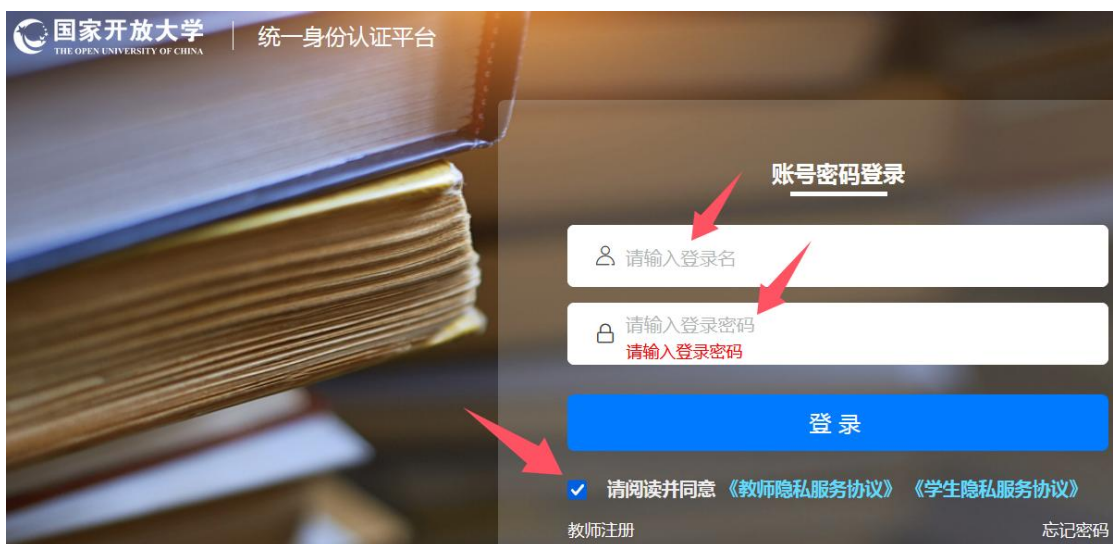 国家开放大学
THE OPEN UNIVERSITY OF CHINA
统一身份认证平台
账号密码登录
请输入登录名
请输入登录密码
请输入登录密码
登 录
请阅读并同意《教师隐私服务协议》《学生隐私服务协议》
教师注册
忘记密码